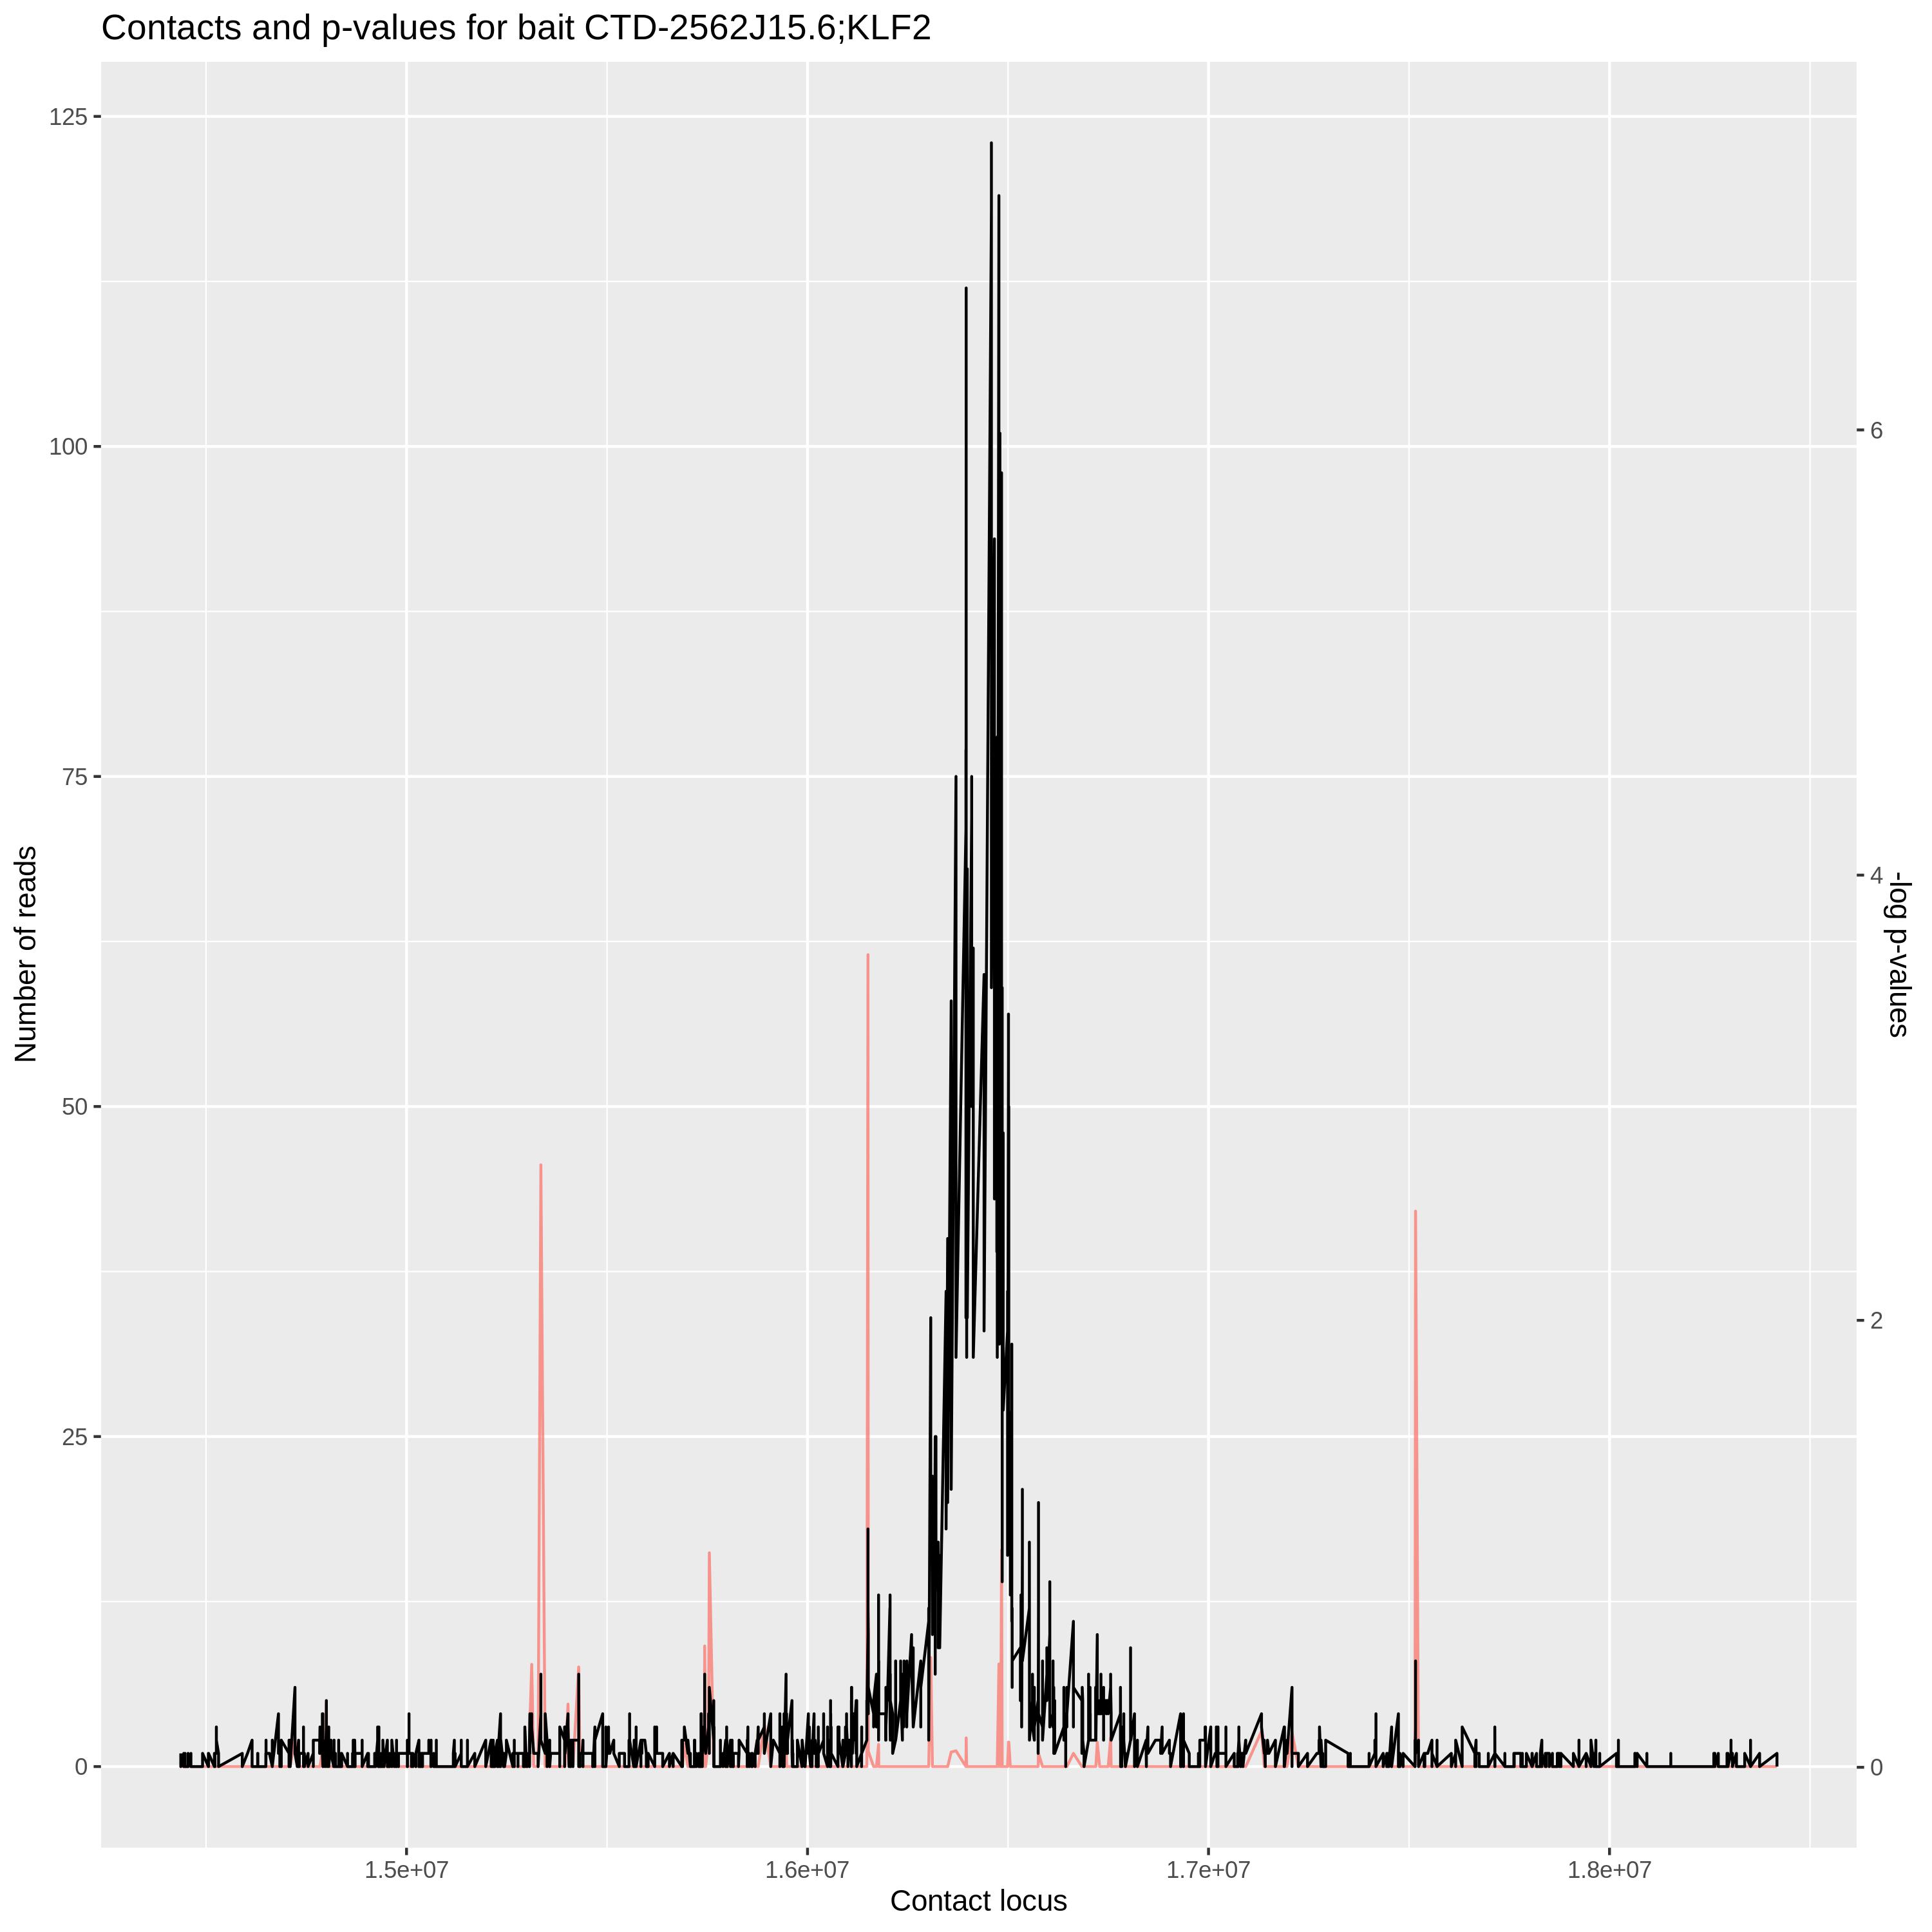 Contacts and p-values for bait CTD-2562J15.6;KLF2
125
100
75
50
25
0
Number of reads
6
4
2
0
-log p-values
1.5e+07
1.6e+07
1.7e+07
1.8e+07
Contact locus